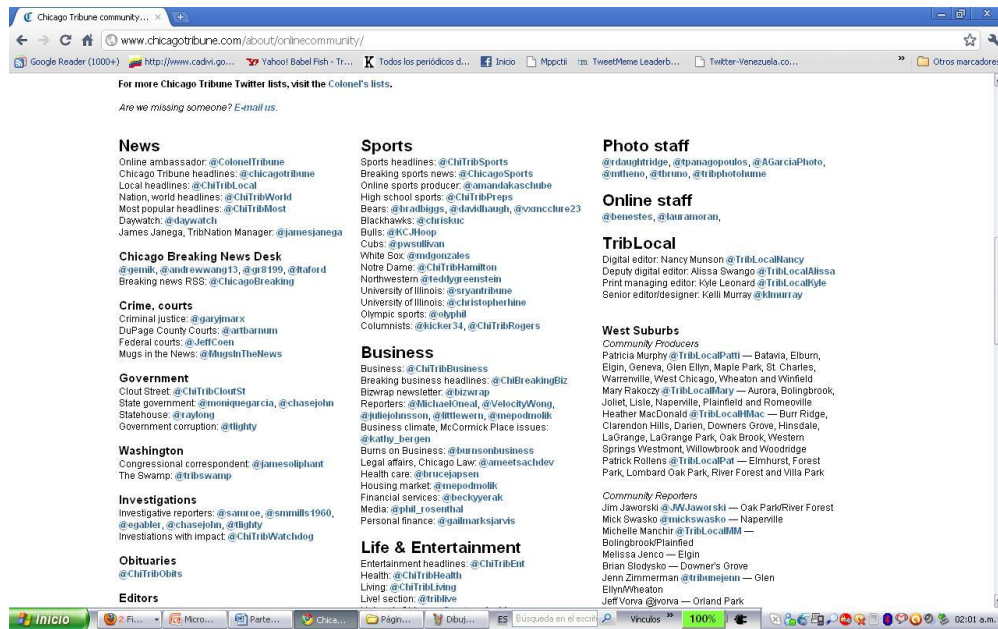 Chicago Tribune community...
www.chicagotribune.com/about/onlinecommunity/
Google Reader (1000+) http://www.cadivi.go... Yahoo! Babel Fish - Tr... Todos los periódicos d... Inicio Mppctii TweetMeme Leaderb... Twitter-Venezuela.co... » Otros marcadores
For more Chicago Tribune Twitter lists, visit the Colonel's lists.
Are we missing someone? E-mail us.
News
Online ambassador: @ColonelTribune
Chicago Tribune headlines: @chicagotribune
Local headlines: @ChiTribLocal
Nation, world headlines: @ChiTribWorld
Most popular headlines: @ChiTribMost
Daywatch: @daywatch
James Janega, TribNation Manager: @jamesjanega
Chicago Breaking News Desk
@gernik, @andrewwang13, @gr8199, @ltaford
Breaking news RSS: @ChicagoBreaking
Crime, courts
Criminal justice: @garyjmarx
DuPage County Courts: @artbarnum
Federal courts: @JeffCoen
Mugs in the News: @MugsInTheNews
Government
Clout Street: @ChiTribCloutSt
State government: @moniquegarcia, @chasejohn
Statehouse: @raylong
Government corruption: @tlighty
Washington
Congressional correspondent: @jamesoliphant
The Swamp: @tribswamp
Investigations
Investigative reporters: @samroe, @smmills1960,
@egabler, @chasejohn, @tlighty
Investiations with impact: @ChiTribWatchdog
Obituaries
@ChiTribObits
Editors
Sports
Sports headlines: @ChiTribSports
Breaking sports news: @ChicagoSports
Online sports producer: @amandakaschube
High school sports: @ChiTribPreps
Bears: @bradbiggs, @davidhaugh, @vxmcclure23
Blackhawks: @chriskuc
Bulls: @KCJHoop
Cubs: @pwsullivan
White Sox: @mdgonzales
Notre Dame: @ChiTribHamilton
Northwestern @teddygreenstein
University of Illinois: @sryantribune
University of Illinois: @christopherhine
Olympic sports: @olyphil
Columnists: @kicker34, @ChiTribRogers
Business
Business: @ChiTribBusiness
Breaking business headlines: @ChiBreakingBiz
Bizwrap newsletter: @bizwrap
Reporters: @MichaelOneal, @VelocityWong,
@juliejohnsson, @littlewern, @mepodmolik
Business climate, McCormick Place issues:
@kathy_bergen
Burns on Business: @burnsonbusiness
Legal affairs, Chicago Law: @ameetsachdev
Health care: @brucejapsen
Housing market: @mepodmolik
Financial services: @beckyyerak
Media: @phil_rosenthal
Personal finance: @gailmarksjarvis
Life & Entertainment
Entertainment headlines: @ChiTribEnt
Health: @ChiTribHealth
Living: @ChiTribLiving
Live! section: @triblive
Photo staff
@rdaughtridge, @tpanagopoulos, @AGarciaPhoto,
@mtheno, @tbruno, @tribphotohume
Online staff
@benestes, @lauramoran,
TribLocal
Digital editor: Nancy Munson @TribLocalNancy
Deputy digital editor: Alissa Swango @TribLocalAlissa
Print managing editor: Kyle Leonard @TribLocalKyle
Senior editor/designer: Kelli Murray @klmurray
West Suburbs
Community Producers
Patricia Murphy @TribLocalPatti — Batavia, Elburn,
Elgin, Geneva, Glen Ellyn, Maple Park, St. Charles,
Warrenville, West Chicago, Wheaton and Winfield
Mary Rakoczy @TribLocalMary — Aurora, Bolingbrook,
Joliet, Lisle, Naperville, Plainfield and Romeoville
Heather MacDonald @TribLocalHMac — Burr Ridge,
Clarendon Hills, Darien, Downers Grove, Hinsdale,
LaGrange, LaGrange Park, Oak Brook, Western
Springs Westmont, Willowbrook and Woodridge
Patrick Rollens @TribLocalPat — Elmhurst, Forest
Park, Lombard Oak Park, River Forest and Villa Park
Community Reporters
Jim Jaworski @JWJaworski — Oak Park/River Forest
Mick Swasko @mickswasko — Naperville
Michelle Manchir @TribLocalMM —
Bolingbrook/Plainfied
Melissa Jenco — Elgin
Brian Slodysko — Downer's Grove
Jenn Zimmerman @tribunejenn — Glen
Ellyn/Wheaton
Jeff Vorva @jvorva — Orland Park
Inicio 2 Fi... Micro... Parte... Chica... Págin... Dibuj... ES Búsqueda en el escrit Vínculos » 100% 02:01 a.m.